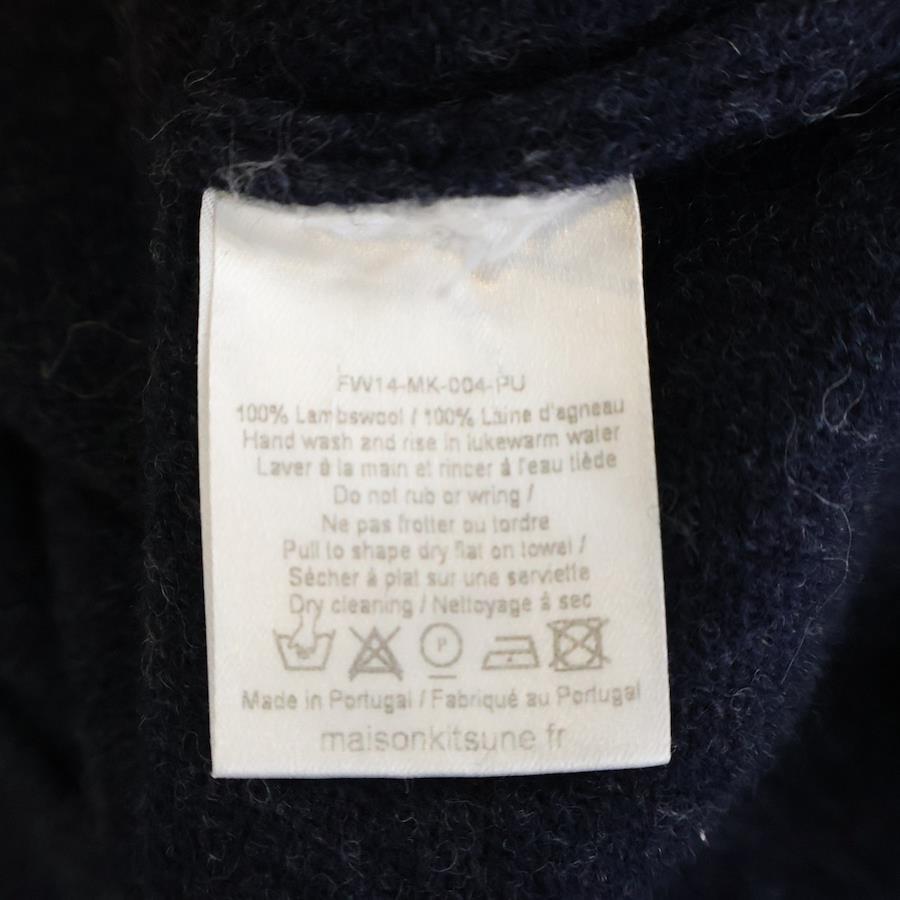 FW14-MK-004-PU
100% Lambswool / 100% Laine d'agneau
Hand wash and rise in lukewarm water
Laver à la main et rincer à l'eau tiède
Do not rub or wring /
Ne pas frotter ou tordre
Pull to shape dry flat on towel /
Sécher à plat sur une serviette
Dry cleaning / Nettoyage à sec
P
Made in Portugal / Fabriqué au Portugal
maisonkitsune fr